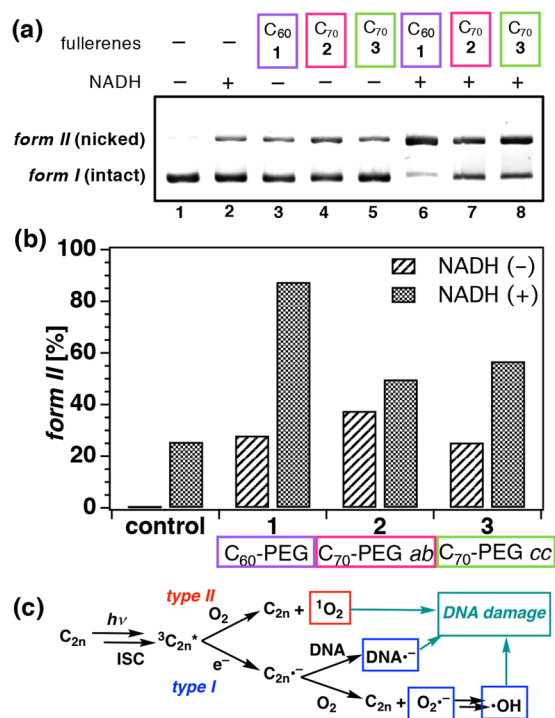 (a)
fullerenes – – C₆₀ 1 C₇₀ 2 C₇₀ 3 C₆₀ 1 C₇₀ 2 C₇₀ 3
NADH – + – – – + + +
form II (nicked)
form I (intact)
1 2 3 4 5 6 7 8
(b)
100
80
60
40
20
0
form II [%]
NADH (–)
NADH (+)
control 1 2 3
C₆₀-PEG C₇₀-PEG ab C₇₀-PEG cc
(c)
type II
O₂ C₂ₙ + ¹O₂ DNA damage
C₂ₙ hν ISC ³C₂ₙ*
e⁻ C₂ₙ•⁻ DNA DNA•⁻
type I
O₂ C₂ₙ + O₂•⁻ •OH